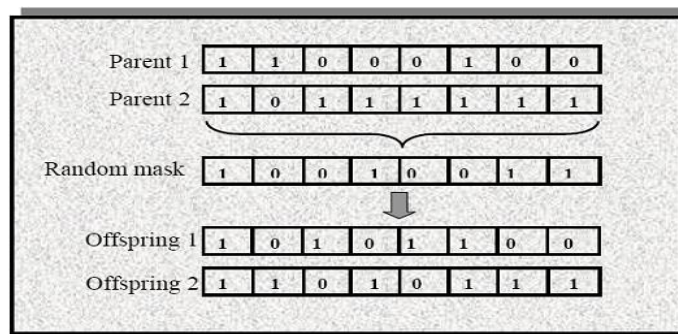 Parent 1 1 1 0 0 0 1 0 0
Parent 2 1 0 1 1 1 1 1 1
Random mask 1 0 0 1 0 0 1 1
Offspring 1 1 0 1 0 1 1 0 0
Offspring 2 1 1 0 1 0 1 1 1